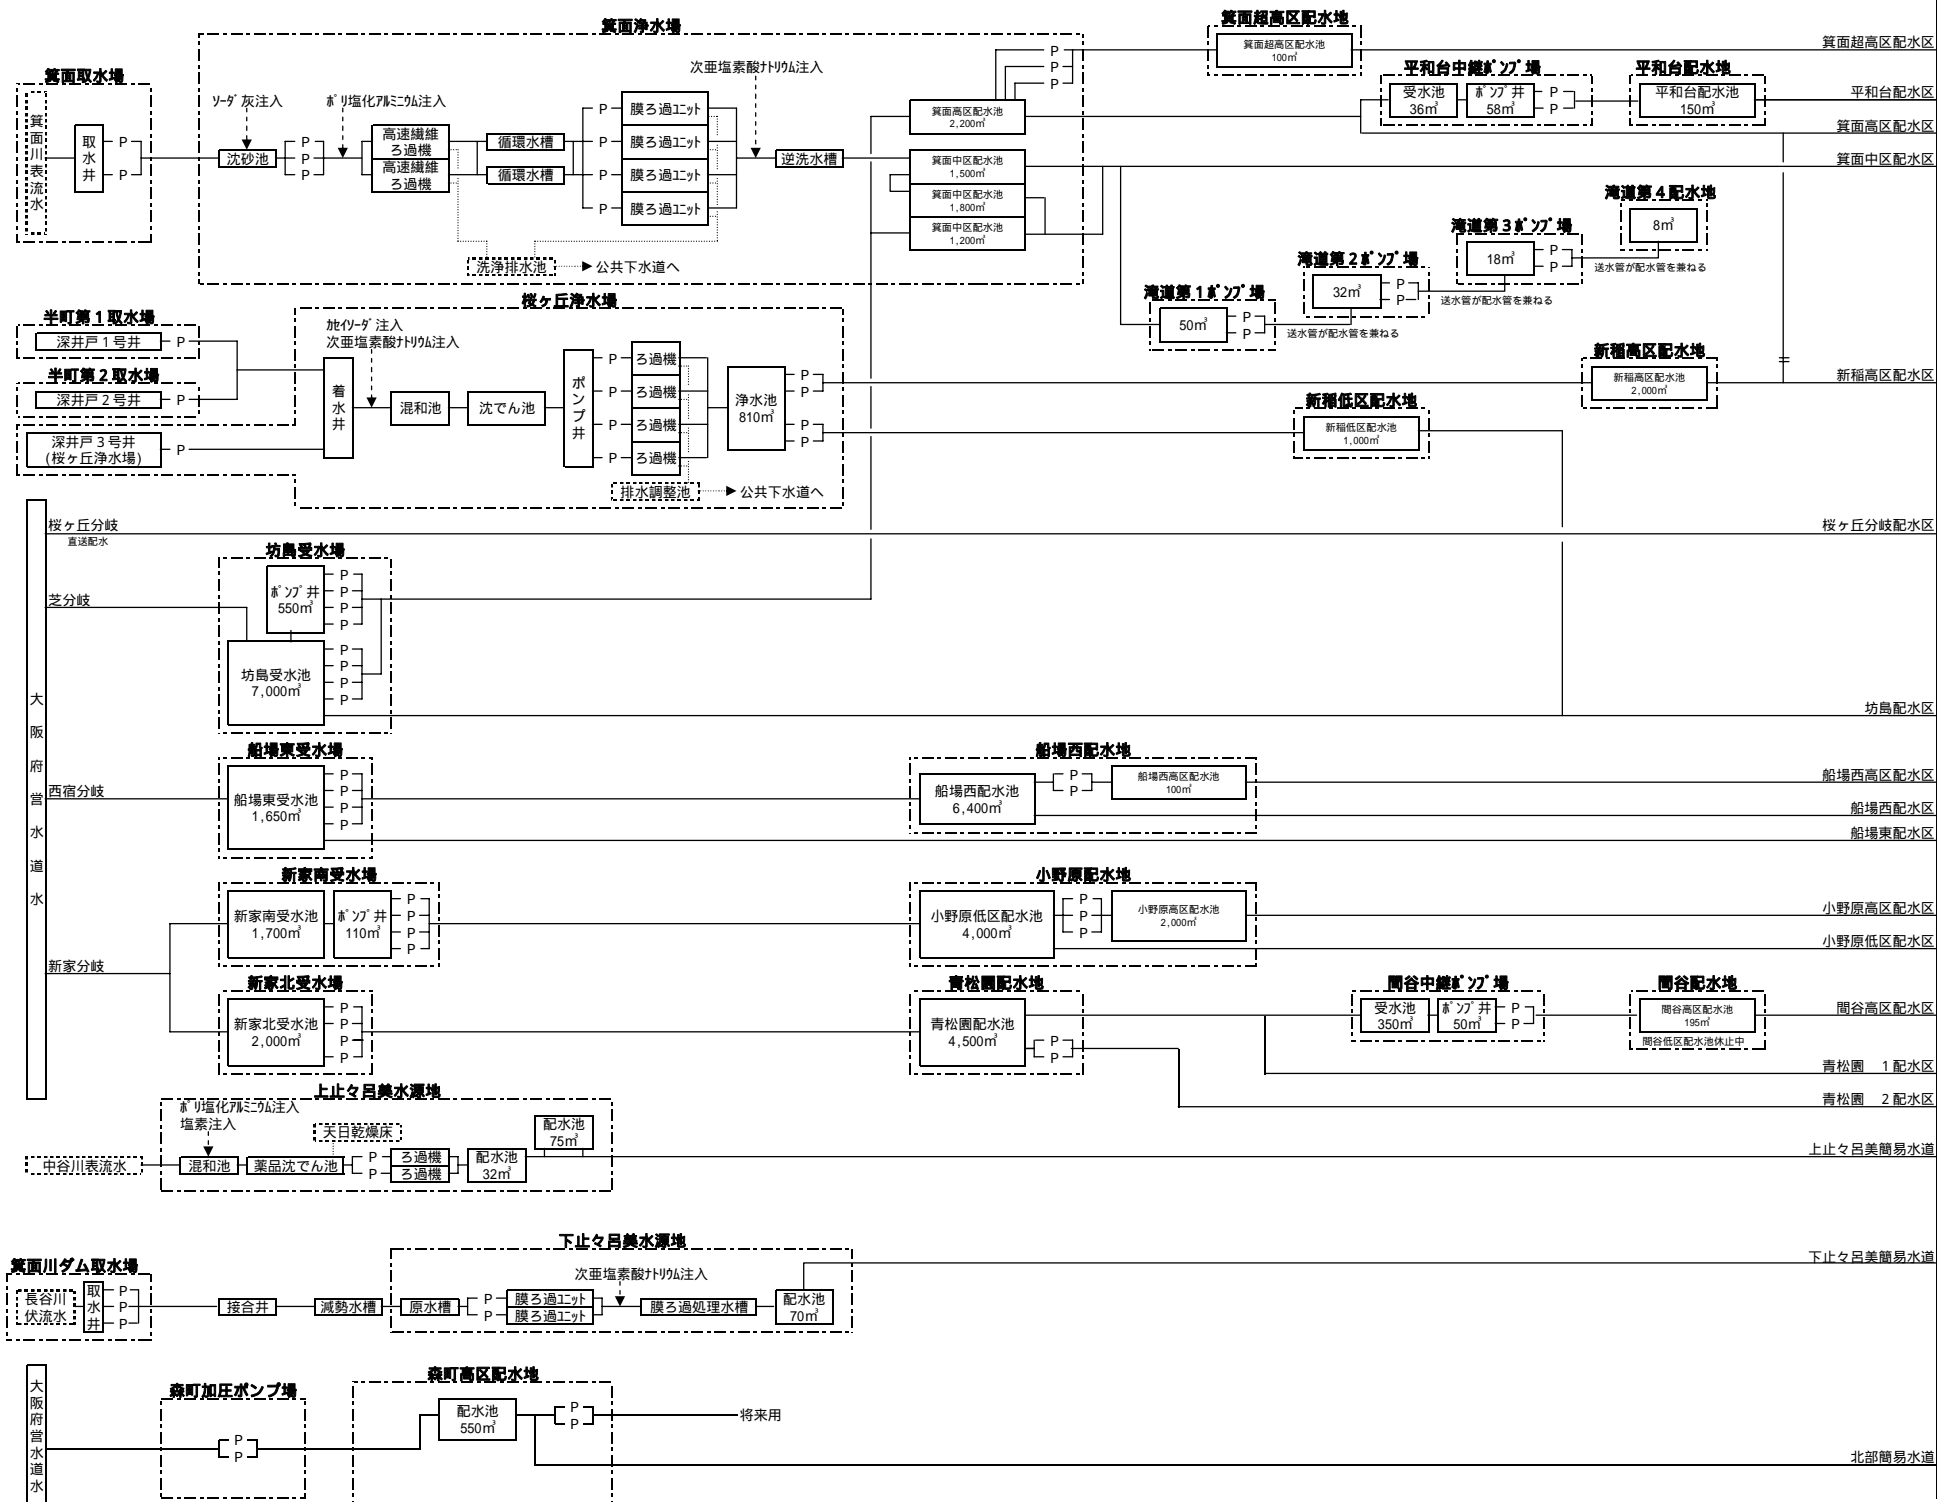 箕面浄水場
箕面超高区配水地
箕面超高区配水池
100㎥
箕面超高区配水区
箕面取水場
箕面川表流水
取水井
P
P
ソーダ灰注入
沈砂池
P
P
P
ポリ塩化アルミニウム注入
高速繊維
ろ過機
高速繊維
ろ過機
循環水槽
循環水槽
P
P
P
P
膜ろ過ユニット
膜ろ過ユニット
膜ろ過ユニット
膜ろ過ユニット
次亜塩素酸ナトリウム注入
逆洗水槽
洗浄排水池
公共下水道へ
P
P
P
箕面高区配水池
2,200㎥
箕面中区配水池
1,500㎥
箕面中区配水池
1,800㎥
箕面中区配水池
1,200㎥
平和台中継ポンプ場
受水池
36㎥
ポンプ井
58㎥
P
P
平和台配水地
平和台配水池
150㎥
平和台配水区
箕面高区配水区
箕面中区配水区
滝道第1ポンプ場
50㎥
P
P
送水管が配水管を兼ねる
滝道第2ポンプ場
32㎥
P
P
送水管が配水管を兼ねる
滝道第3ポンプ場
18㎥
P
P
送水管が配水管を兼ねる
滝道第4配水地
8㎥
半町第1取水場
深井戸1号井
P
半町第2取水場
深井戸2号井
P
深井戸3号井
(桜ヶ丘浄水場)
P
桜ヶ丘浄水場
カセイソーダ注入
次亜塩素酸ナトリウム注入
着水井
混和池
沈でん池
ポンプ井
P
P
P
P
ろ過機
ろ過機
ろ過機
ろ過機
浄水池
810㎥
P
P
P
P
排水調整池
公共下水道へ
新稲高区配水地
新稲高区配水池
2,000㎥
新稲高区配水区
新稲低区配水地
新稲低区配水池
1,000㎥
大阪府営水道水
桜ヶ丘分岐
直送配水
桜ヶ丘分岐配水区
芝分岐
坊島受水場
ポンプ井
550㎥
P
P
P
P
坊島受水池
7,000㎥
P
P
P
P
坊島配水区
西宿分岐
船場東受水場
船場東受水池
1,650㎥
P
P
P
P
船場西配水地
船場西配水池
6,400㎥
P
P
船場西高区配水池
100㎥
船場西高区配水区
船場西配水区
船場東配水区
新家分岐
新家南受水場
新家南受水池
1,700㎥
ポンプ井
110㎥
P
P
P
P
小野原配水地
小野原低区配水池
4,000㎥
P
P
P
小野原高区配水池
2,000㎥
小野原高区配水区
小野原低区配水区
新家北受水場
新家北受水池
2,000㎥
P
P
P
P
青松園配水地
青松園配水池
4,500㎥
P
P
間谷中継ポンプ場
受水池
350㎥
ポンプ井
50㎥
P
P
間谷配水地
間谷高区配水池
195㎥
間谷低区配水池休止中
間谷高区配水区
青松園　1配水区
青松園　2配水区
上止々呂美水源地
ポリ塩化アルミニウム注入
塩素注入
中谷川表流水
混和池
薬品沈でん池
天日乾燥床
P
P
ろ過機
ろ過機
配水池
32㎥
配水池
75㎥
上止々呂美簡易水道
下止々呂美水源地
箕面川ダム取水場
長谷川
伏流水
取水井
P
P
P
接合井
減勢水槽
原水槽
P
P
膜ろ過ユニット
膜ろ過ユニット
次亜塩素酸ナトリウム注入
膜ろ過処理水槽
配水池
70㎥
下止々呂美簡易水道
大阪府営水道水
森町加圧ポンプ場
P
P
森町高区配水地
配水池
550㎥
P
P
将来用
北部簡易水道